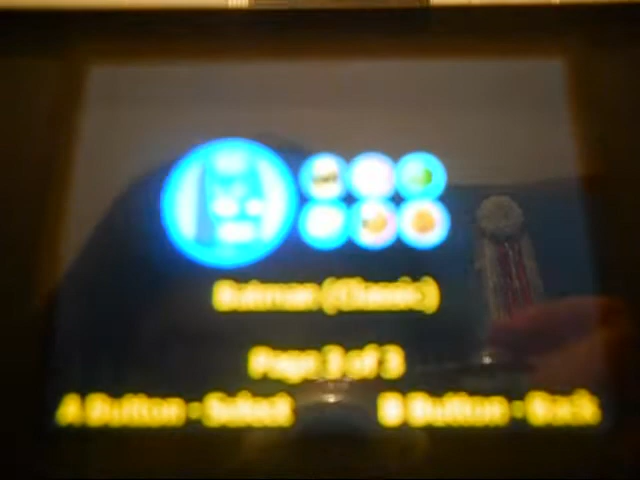 Batman (Classic)
Page 3 of 3
A Button - Select
B Button - Back